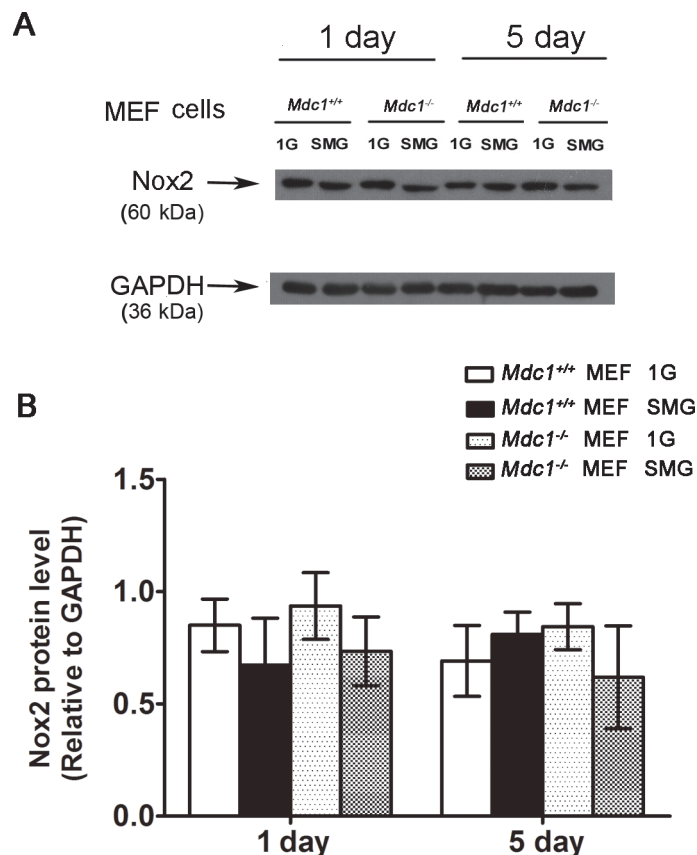 A
1 day 5 day
MEF cells
Mdc1+/+ Mdc1-/- Mdc1+/+ Mdc1-/-
1G SMG 1G SMG 1G SMG 1G SMG
Nox2
(60 kDa)
GAPDH
(36 kDa)
B
Mdc1+/+ MEF 1G
Mdc1+/+ MEF SMG
Mdc1-/- MEF 1G
Mdc1-/- MEF SMG
Nox2 protein level
(Relative to GAPDH)
1.5
1.0
0.5
0.0
1 day 5 day